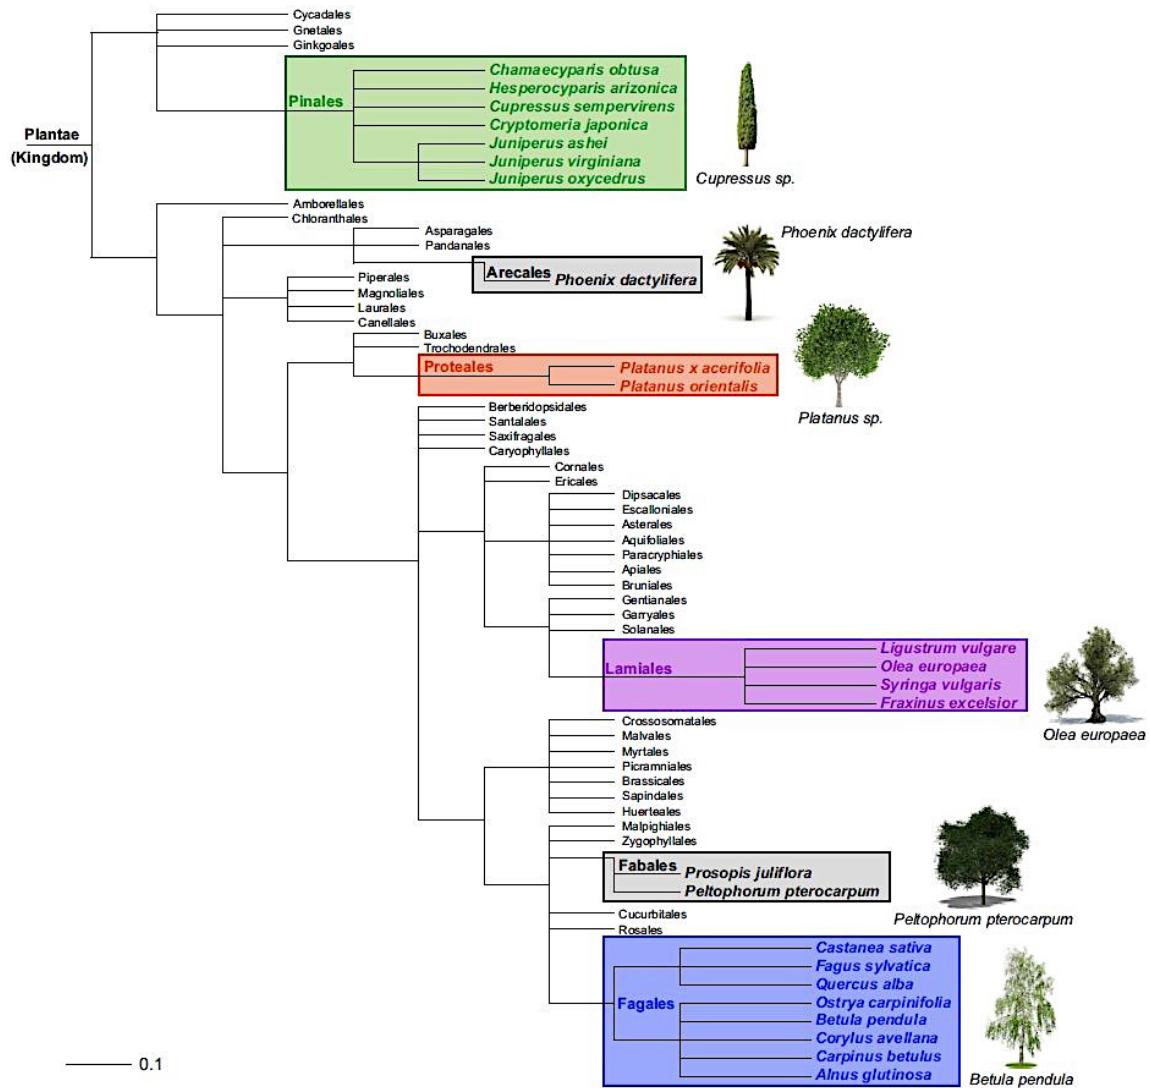 Cycadales
Gnetales
Ginkgoales
Chamaecyparis obtusa
Hesperocyparis arizonica
Pinales
Cupressus sempervirens
Cryptomeria japonica
Plantae
(Kingdom)
Juniperus ashei
Juniperus virginiana
Juniperus oxycedrus
Cupressus sp.
Amborellales
Chloranthales
Asparagales
Phoenix dactylifera
Pandanales
Arecales
Phoenix dactylifera
Piperales
Magnoliales
Laurales
Canellales
Buxales
Trochodendrales
Proteales
Platanus x acerifolia
Platanus orientalis
Platanus sp.
Berberidopsidales
Santalales
Saxifragales
Caryophyllales
Cornales
Ericales
Dipsacales
Escalloniales
Asterales
Aquifoliales
Paracryphiales
Apiales
Bruniales
Gentianales
Garryales
Solanales
Ligustrum vulgare
Lamiales
Olea europaea
Syringa vulgaris
Fraxinus excelsior
Olea europaea
Crossosomatales
Malvales
Myrtales
Picramniales
Brassicales
Sapindales
Huerteales
Malpighiales
Zygophyllales
Fabales
Prosopis juliflora
Peltophorum pterocarpum
Peltophorum pterocarpum
Cucurbitales
Rosales
Castanea sativa
Fagus sylvatica
Quercus alba
Fagales
Ostrya carpinifolia
Betula pendula
Corylus avellana
Carpinus betulus
Alnus glutinosa
Betula pendula
0.1